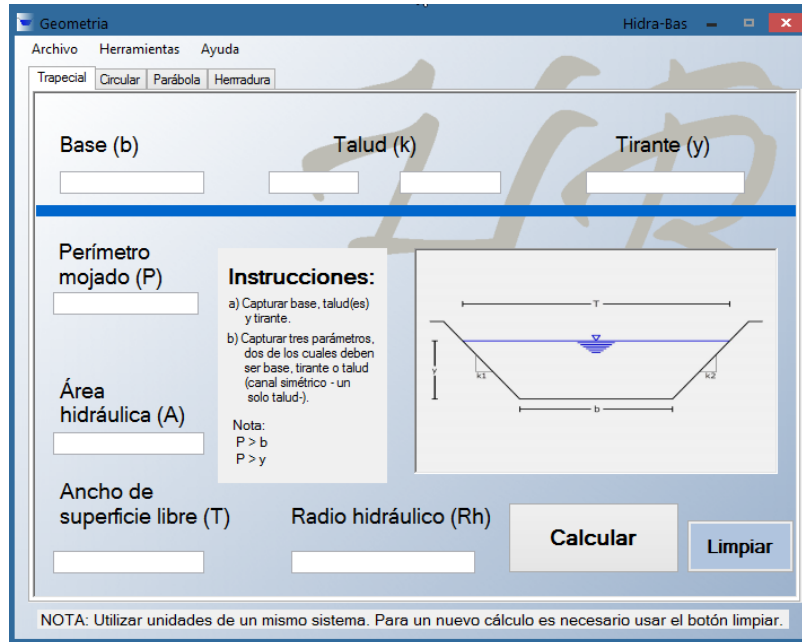 Geometria
Hidra-Bas
Archivo Herramientas Ayuda
Trapecial Circular Parábola Herradura
Base (b)
Talud (k)
Tirante (y)
Perímetro
mojado (P)
Instrucciones:
a) Capturar base, talud(es)
y tirante.
b) Capturar tres parámetros,
dos de los cuales deben
ser base, tirante o talud
(canal simétrico - un
solo talud-).
Nota:
P > b
P > y
T
y
k1
k2
b
Área
hidráulica (A)
Ancho de
superficie libre (T)
Radio hidráulico (Rh)
Calcular
Limpiar
NOTA: Utilizar unidades de un mismo sistema. Para un nuevo cálculo es necesario usar el botón limpiar.